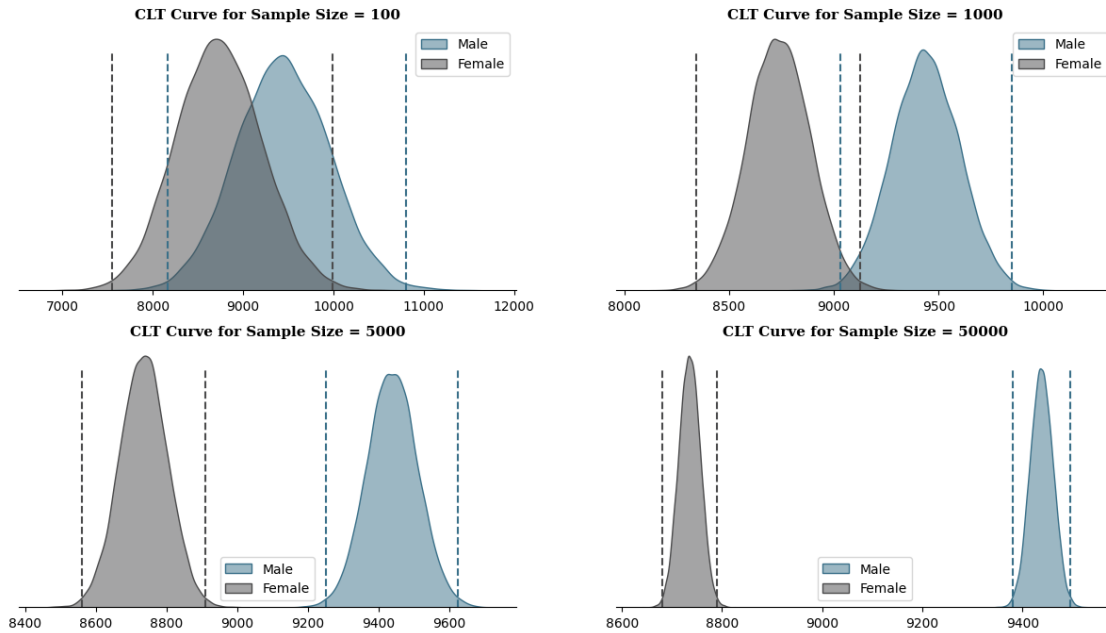 CLT Curve for Sample Size = 100
Male
Female
7000 8000 9000 10000 11000 12000
CLT Curve for Sample Size = 1000
Male
Female
8000 8500 9000 9500 10000
CLT Curve for Sample Size = 5000
Male
Female
8400 8600 8800 9000 9200 9400 9600
CLT Curve for Sample Size = 50000
Male
Female
8600 8800 9000 9200 9400